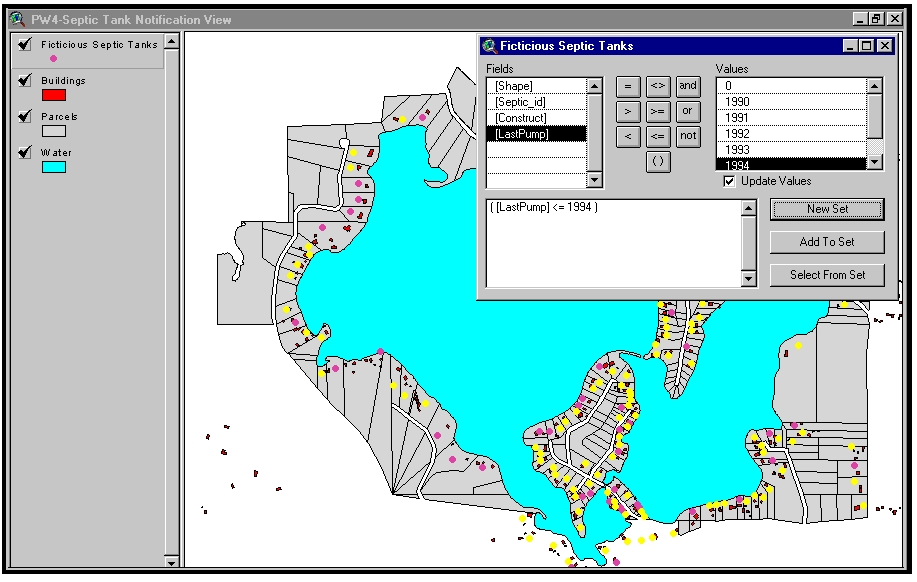 PW4-Septic Tank Notification View
Ficticious Septic Tanks
Buildings
Parcels
Water
Ficticious Septic Tanks
Fields
[Shape]
[Septic_id]
[Construct]
[LastPump]
= <> and
> >= or
< <= not
( )
Values
0
1990
1991
1992
1993
1994
Update Values
( [LastPump] <= 1994 )
New Set
Add To Set
Select From Set